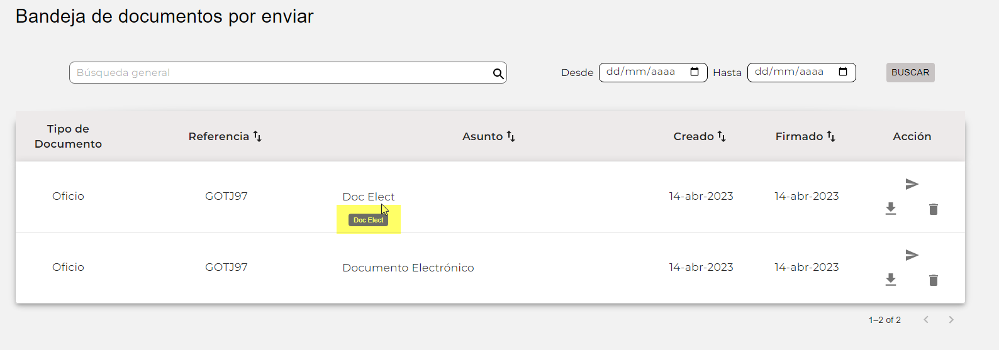 Bandeja de documentos por enviar
Búsqueda general
Desde dd/mm/aaaa Hasta dd/mm/aaaa BUSCAR
Tipo de Documento Referencia Asunto Creado Firmado Acción
Oficio GOTJ97 Doc Elect 14-abr-2023 14-abr-2023
Doc Elect
Oficio GOTJ97 Documento Electrónico 14-abr-2023 14-abr-2023
1–2 of 2